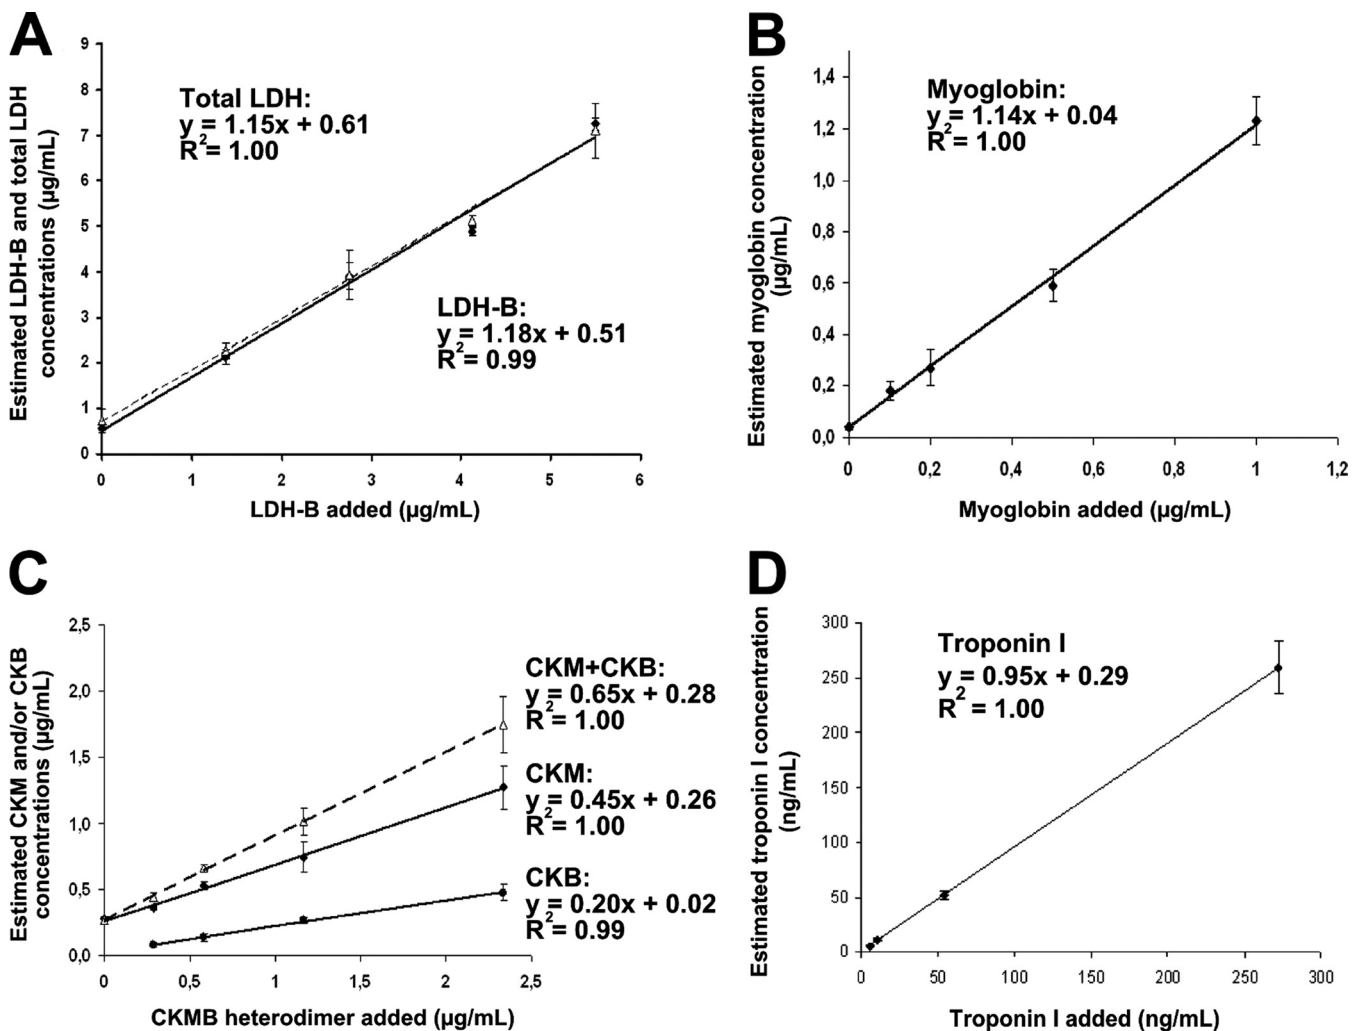 A
Estimated LDH-B and total LDH
concentrations (µg/mL)
9
8
7
6
5
4
3
2
1
0
Total LDH:
y = 1.15x + 0.61
R²= 1.00
LDH-B:
y = 1.18x + 0.51
R²= 0.99
0 1 2 3 4 5 6
LDH-B added (µg/mL)
B
Estimated myoglobin concentration
(µg/mL)
1,4
1,2
1,0
0,8
0,6
0,4
0,2
0,0
Myoglobin:
y = 1.14x + 0.04
R²= 1.00
0 0,2 0,4 0,6 0,8 1 1,2
Myoglobin added (µg/mL)
C
Estimated CKM and/or CKB
concentrations (µg/mL)
2,5
2,0
1,5
1,0
0,5
0,0
CKM+CKB:
y = 0.65x + 0.28
R²= 1.00
CKM:
y = 0.45x + 0.26
R²= 1.00
CKB:
y = 0.20x + 0.02
R²= 0.99
0 0,5 1 1,5 2 2,5
CKMB heterodimer added (µg/mL)
D
Estimated troponin I concentration
(ng/mL)
300
250
200
150
100
50
0
Troponin I
y = 0.95x + 0.29
R² = 1.00
0 50 100 150 200 250 300
Troponin I added (ng/mL)